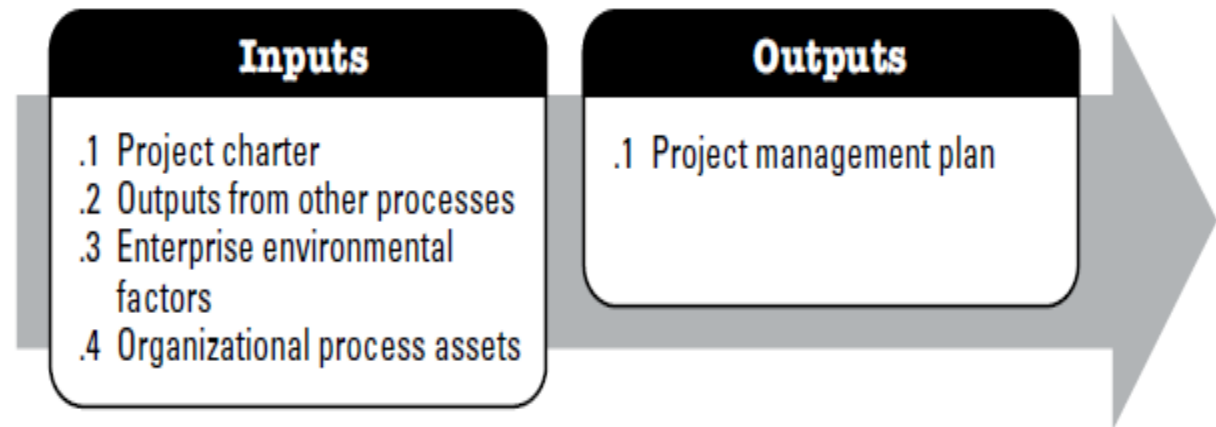 Inputs
.1 Project charter
.2 Outputs from other processes
.3 Enterprise environmental
factors
.4 Organizational process assets
Outputs
.1 Project management plan